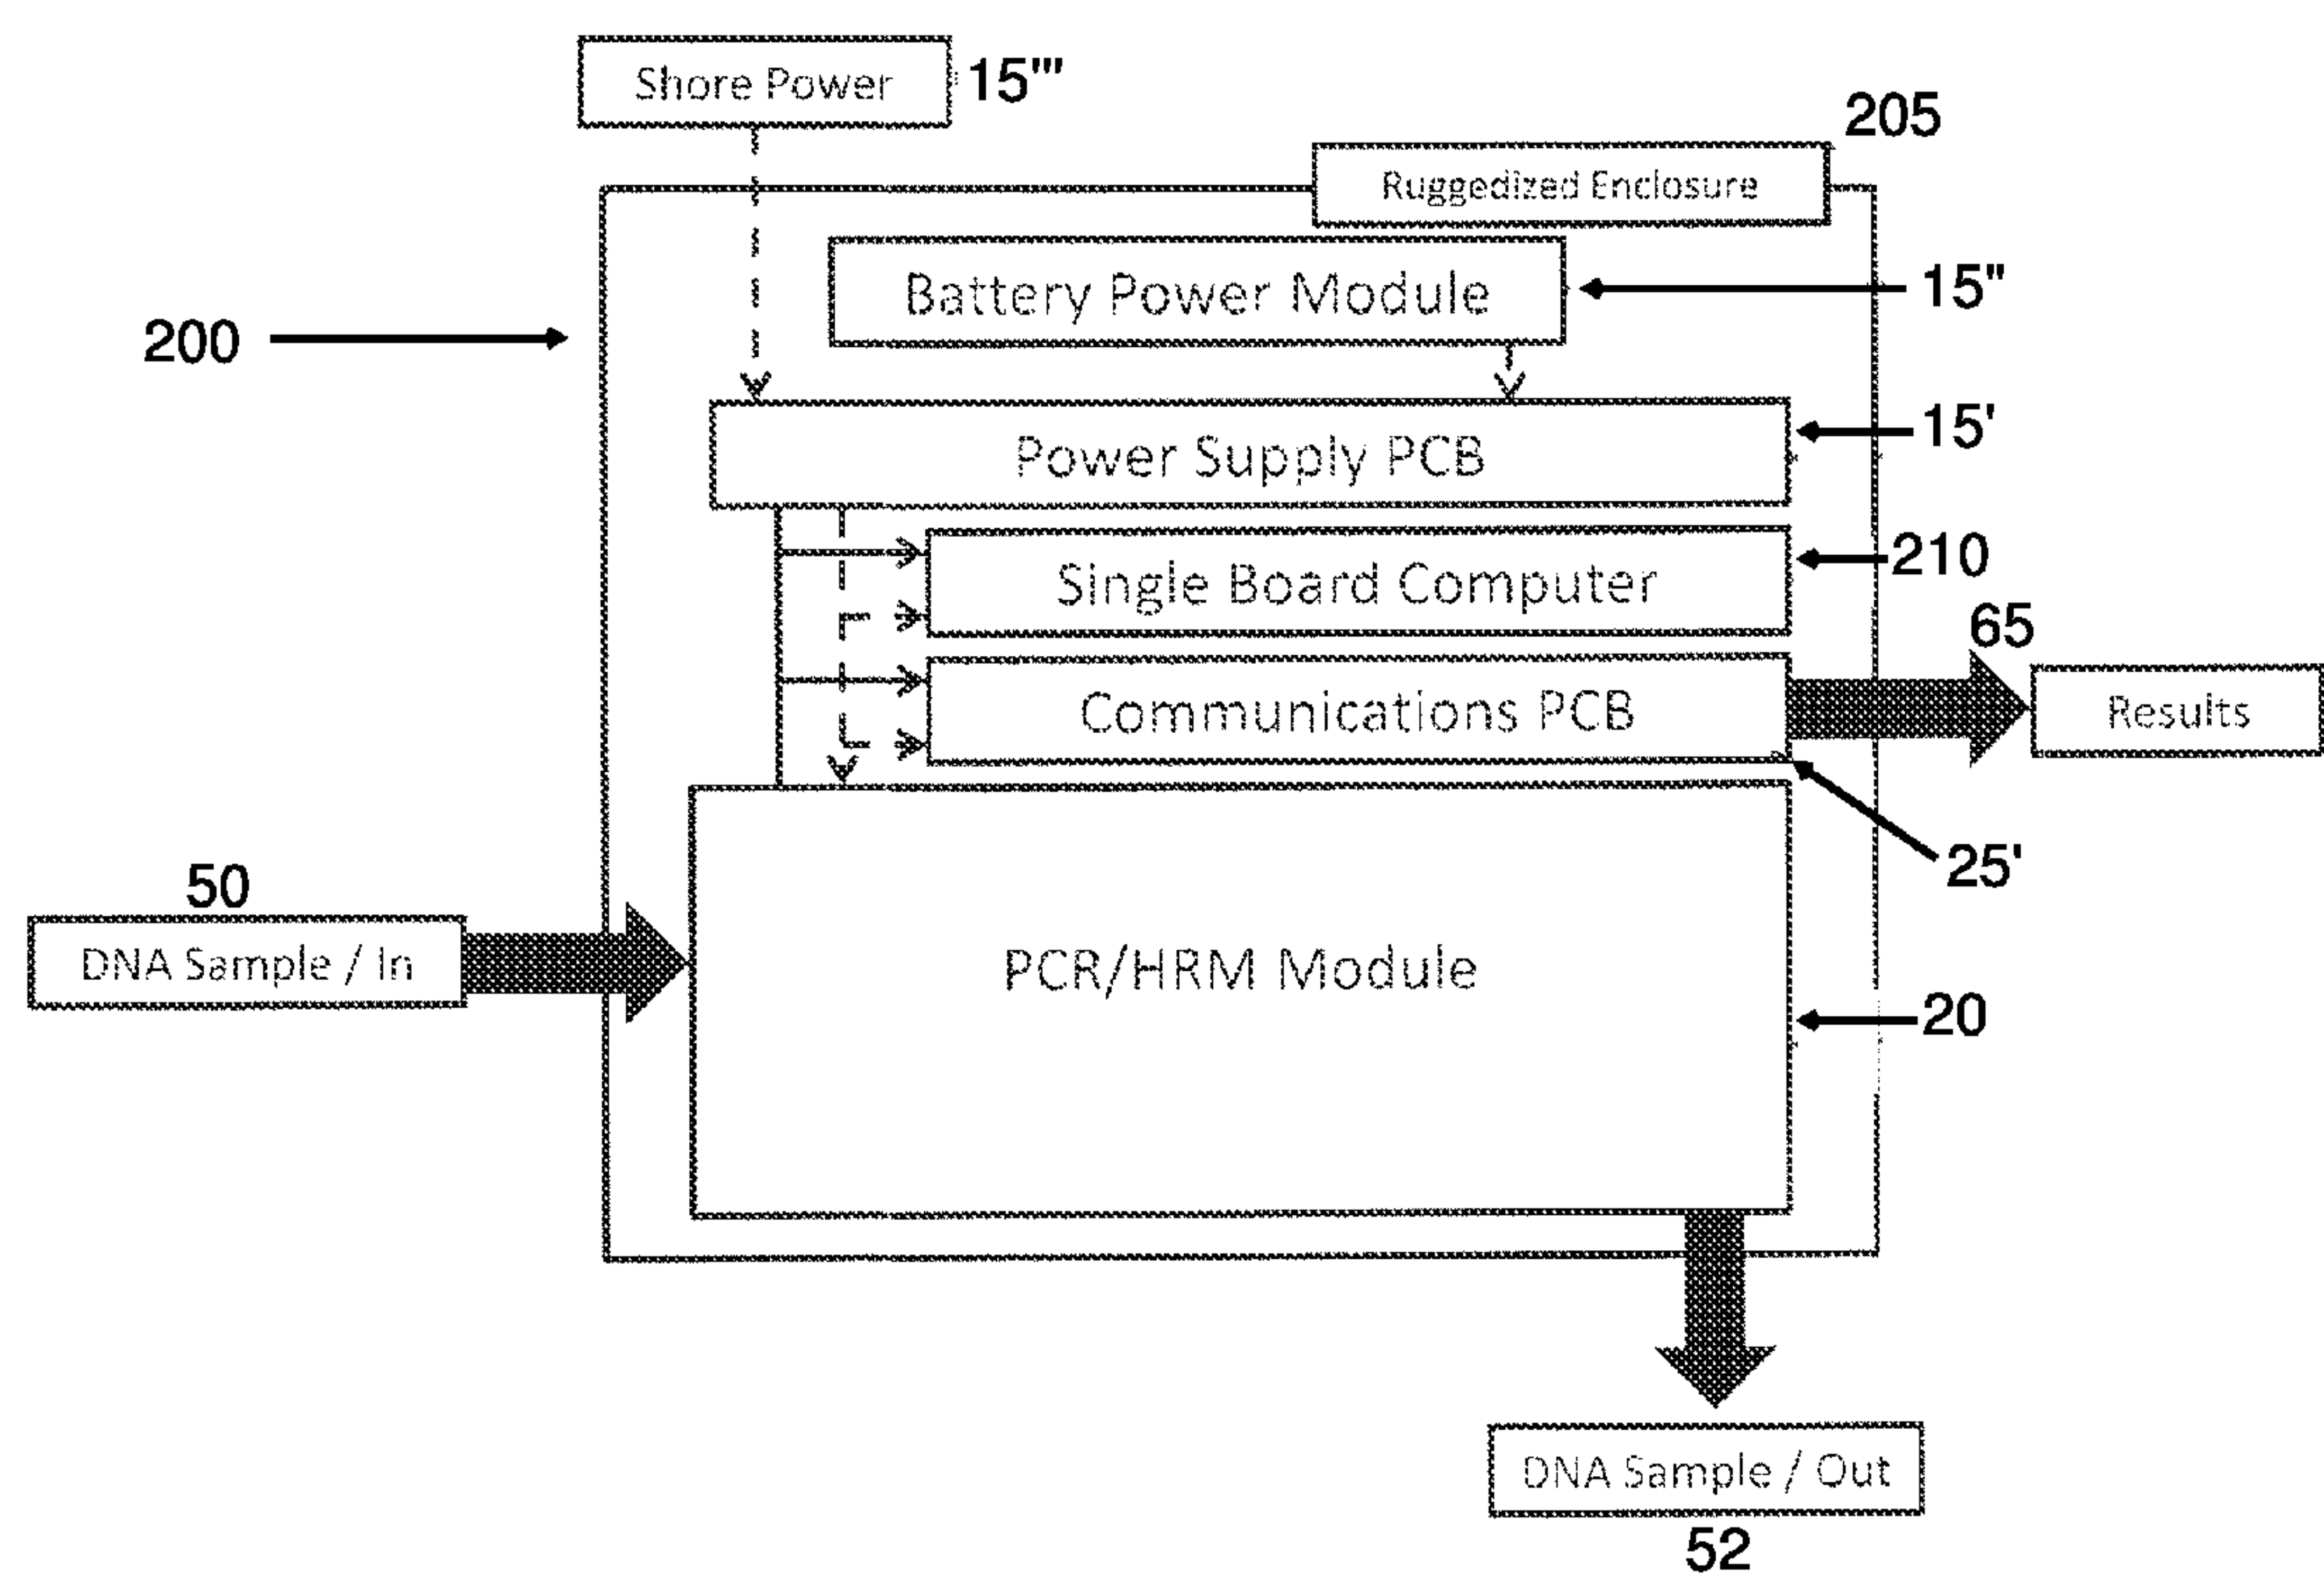 Shore Power 15'''
205
Ruggedized Enclosure
Battery Power Module 15"
200
Power Supply PCB 15'
Single Board Computer 210
65
Communications PCB Results
25'
50
DNA Sample / In PCR/HRM Module
20
DNA Sample / Out
52